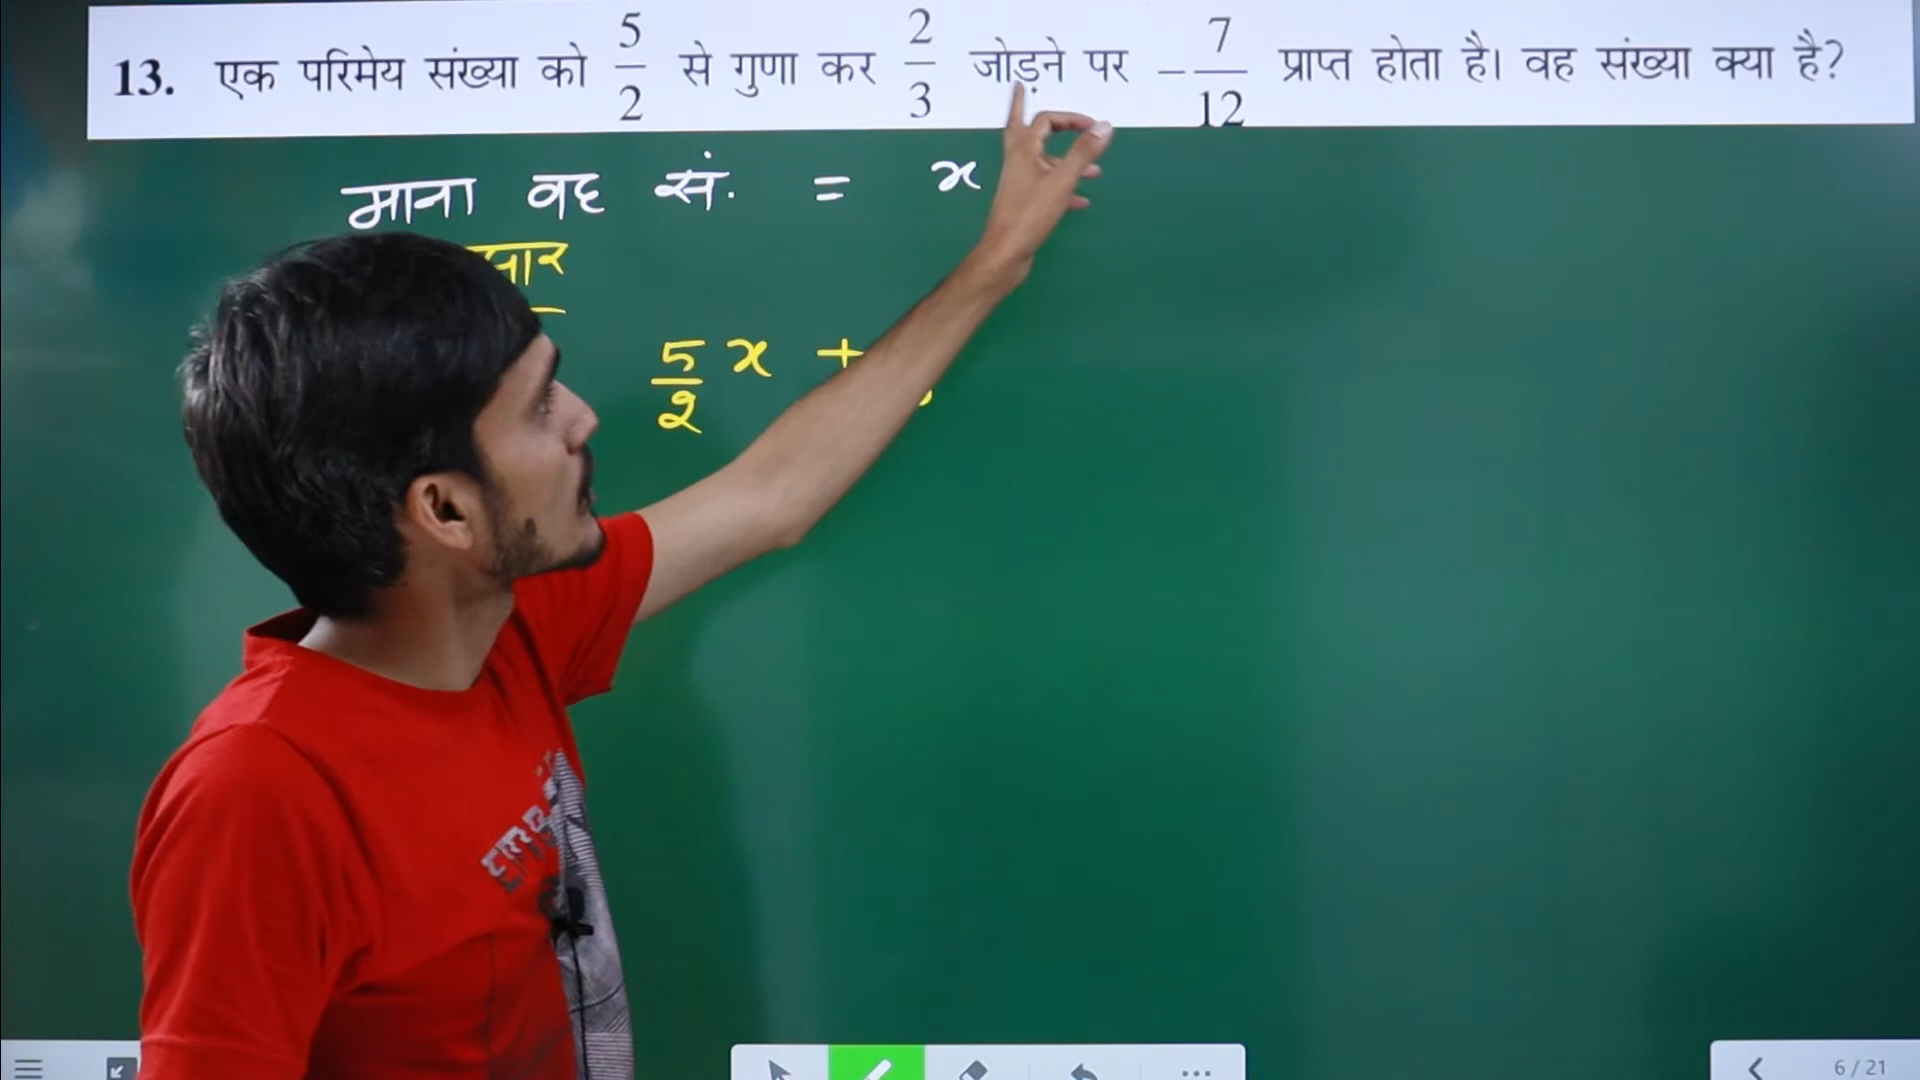 13. एक परिमेय संख्या को 5/2 से गुणा कर 2/3 जोड़ने पर -7/12 प्राप्त होता है। वह संख्या क्या है?
माना वह सं. = x
5/2 x +
6 / 21